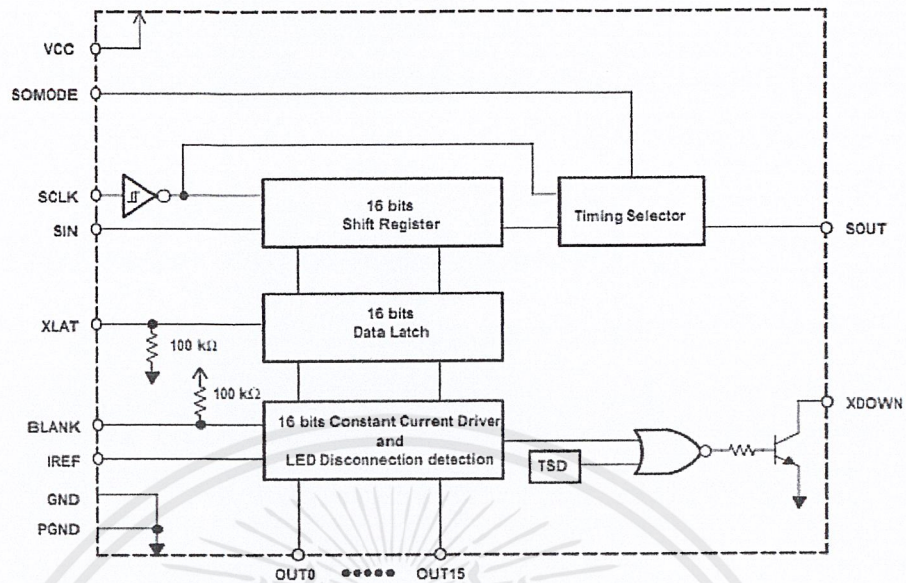 VCC
SOMODE
SCLK
SIN
16 bits
Shift Register
Timing Selector
SOUT
XLAT
100 kΩ
16 bits
Data Latch
100 kΩ
BLANK
IREF
16 bits Constant Current Driver
and
LED Disconnection detection
TSD
XDOWN
GND
PGND
OUT0
OUT15